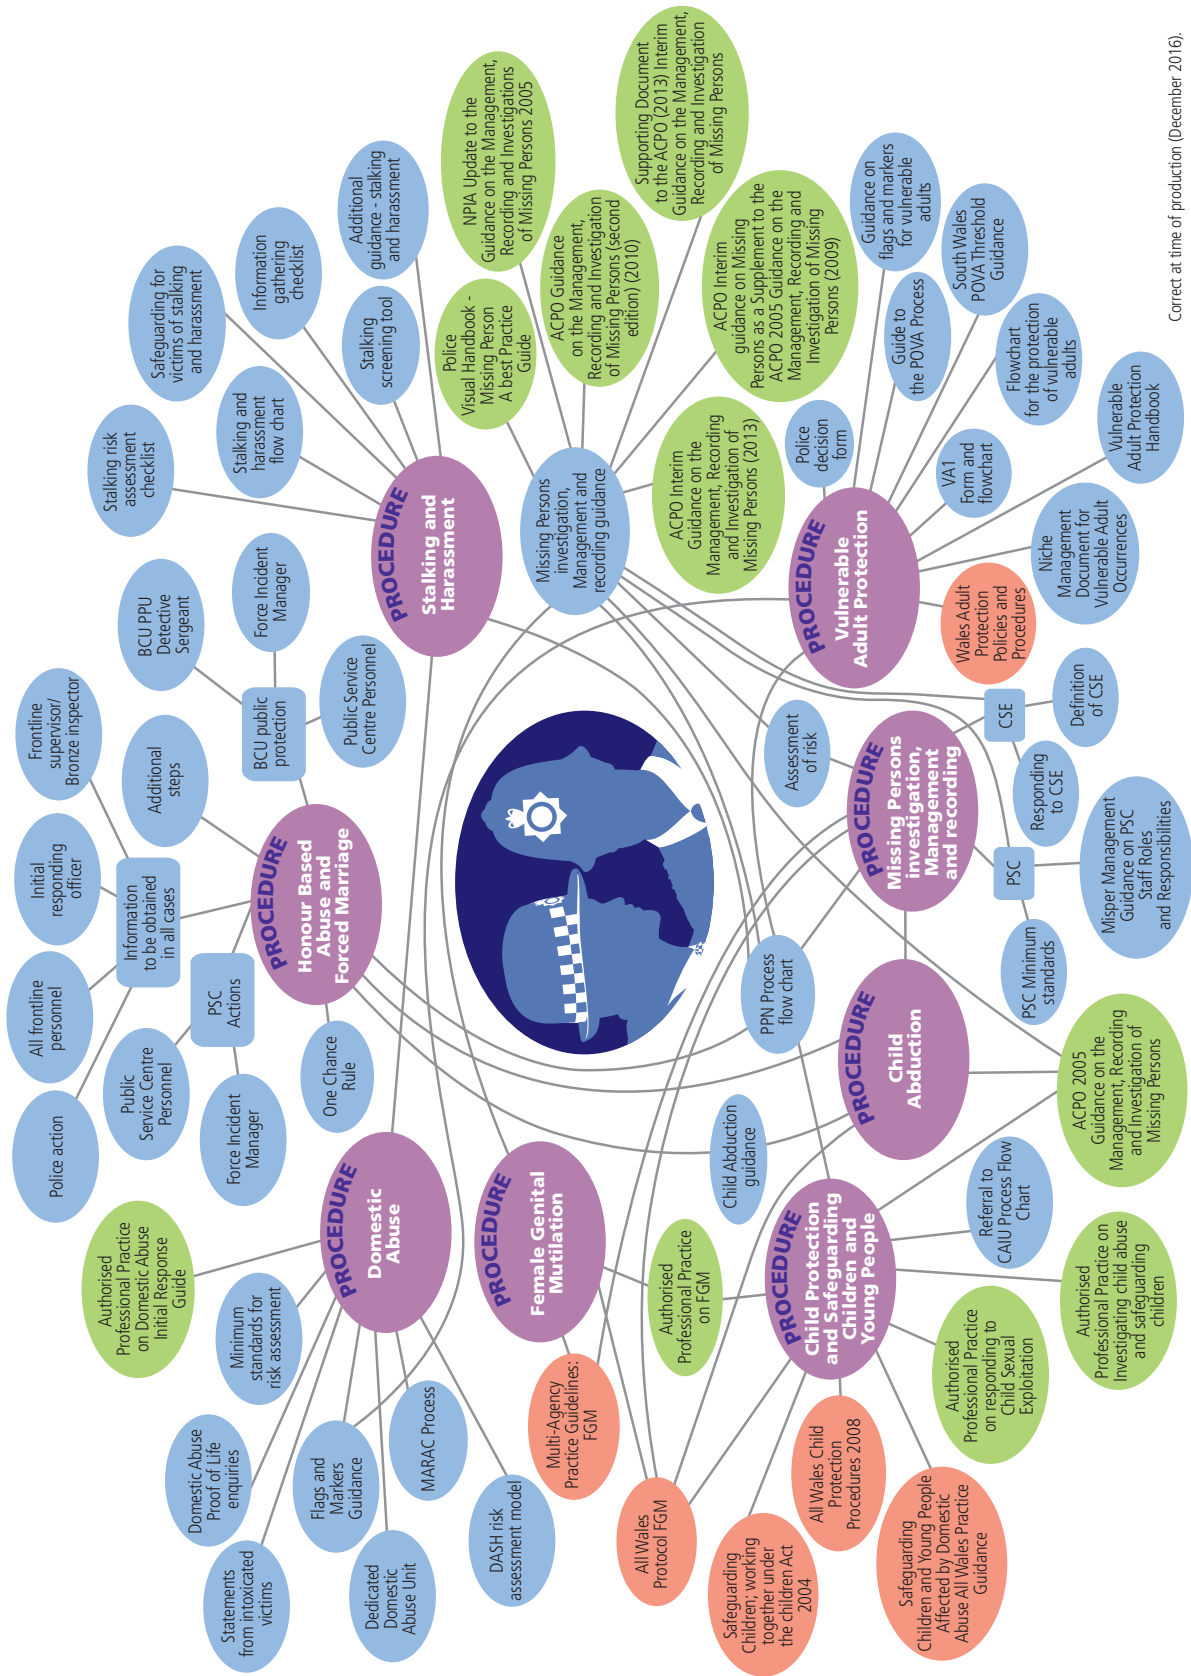 Police action
All frontline
personnel
Initial
responding
officer
Frontline
supervisor/
Bronze inspector
Information
to be obtained
in all cases
Additional
steps
BCU PPU
Detective
Sergeant
Force Incident
Manager
BCU public
protection
Public Service
Centre Personnel
Public
Service Centre
Personnel
PSC
Actions
Force Incident
Manager
One Chance
Rule
PROCEDURE
Honour Based
Abuse and
Forced Marriage
Stalking risk
assessment
checklist
Safeguarding for
victims of stalking
and harassment
Stalking and
harassment
flow chart
Information
gathering
checklist
Stalking
screening tool
Additional
guidance - stalking
and harassment
PROCEDURE
Stalking and
Harassment
Authorised
Professional Practice
on Domestic Abuse
Initial Response
Guide
Minimum
standards for
risk assessment
Domestic Abuse
Proof of Life
enquiries
Statements
from intoxicated
victims
Flags and
Markers
Guidance
Dedicated
Domestic
Abuse Unit
MARAC Process
DASH risk
assessment model
PROCEDURE
Domestic
Abuse
Police
Visual Handbook -
Missing Person
A best Practice
Guide
NPIA Update to the
Guidance on the Management,
Recording and Investigations
of Missing Persons 2005
ACPO Guidance
on the Management,
Recording and Investigation
of Missing Persons (second
edition) (2010)
Supporting Document
to the ACPO (2013) Interim
Guidance on the Management,
Recording and Investigation
of Missing Persons
ACPO Interim
guidance on Missing
Persons as a Supplement to the
ACPO 2005 Guidance on the
Management, Recording and
Investigation of Missing
Persons (2009)
ACPO Interim
Guidance on the
Management, Recording
and Investigation of
Missing Persons (2013)
Missing Persons
investigation,
Management and
recording guidance
PROCEDURE
Female Genital
Mutilation
Multi-Agency
Practice Guidelines:
FGM
All Wales
Protocol FGM
Authorised
Professional Practice
on FGM
Child Abduction
guidance
PPN Process
flow chart
Assessment
of risk
Police
decision
form
Guidance on
flags and markers
for vulnerable
adults
Guide to
the POVA Process
South Wales
POVA Threshold
Guidance
Flowchart
for the protection
of vulnerable
adults
VA1
Form and
flowchart
Vulnerable
Adult Protection
Handbook
Niche
Management
Document for
Vulnerable Adult
Occurrences
Wales Adult
Protection
Policies and
Procedures
PROCEDURE
Vulnerable
Adult Protection
PROCEDURE
Missing Persons
investigation,
Management
and recording
CSE
Definition
of CSE
Responding
to CSE
PSC
Misper Management
Guidance on PSC
Staff Roles
and Responsibilities
PSC Minimum
standards
PROCEDURE
Child
Abduction
ACPO 2005
Guidance on the
Management, Recording
and Investigation of
Missing Persons
PROCEDURE
Child Protection
and Safeguarding
Children and
Young People
Referral to
CAIU Process Flow
Chart
Authorised
Professional Practice on
Investigating child abuse
and safeguarding
children
Authorised
Professional Practice
on responding to
Child Sexual
Exploitation
Safeguarding
Children; working
together under
the children Act
2004
All Wales Child
Protection
Procedures 2008
Safeguarding
Children and Young People
Affected by Domestic
Abuse All Wales Practice
Guidance
Correct at time of production (December 2016).